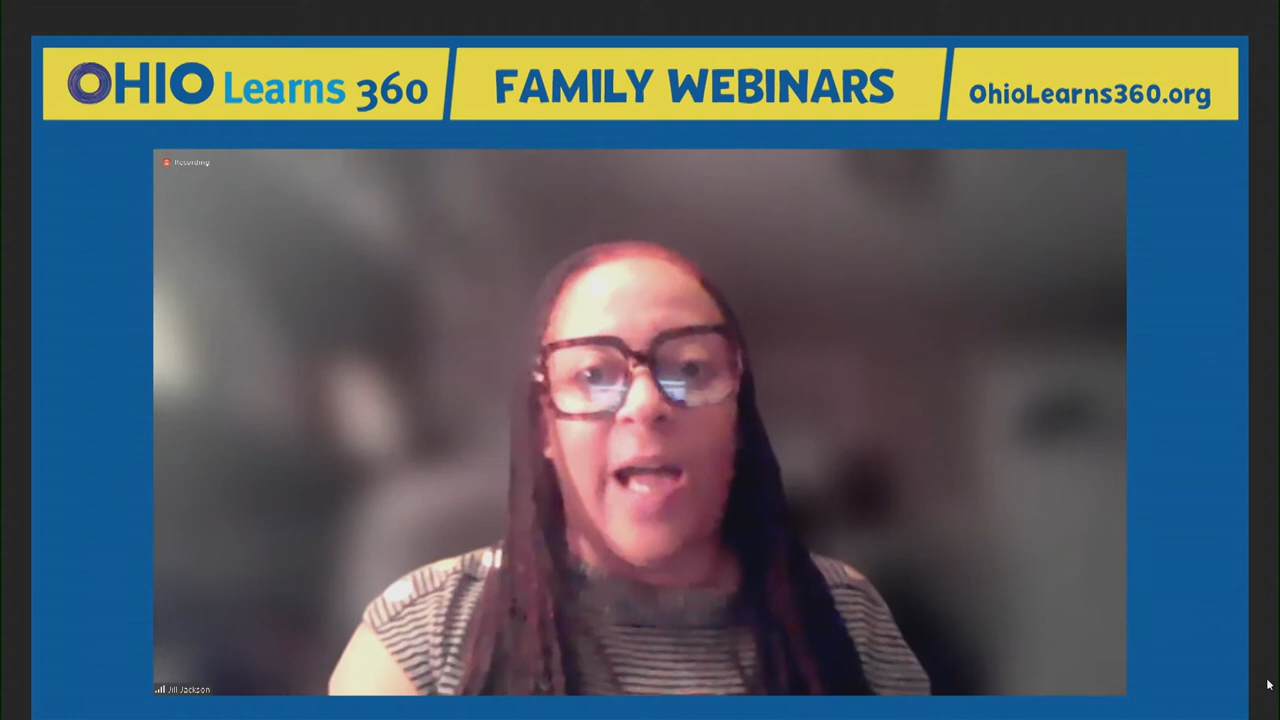 OHIO Learns 360
FAMILY WEBINARS
OhioLearns360.org
Recording
Jill Jackson